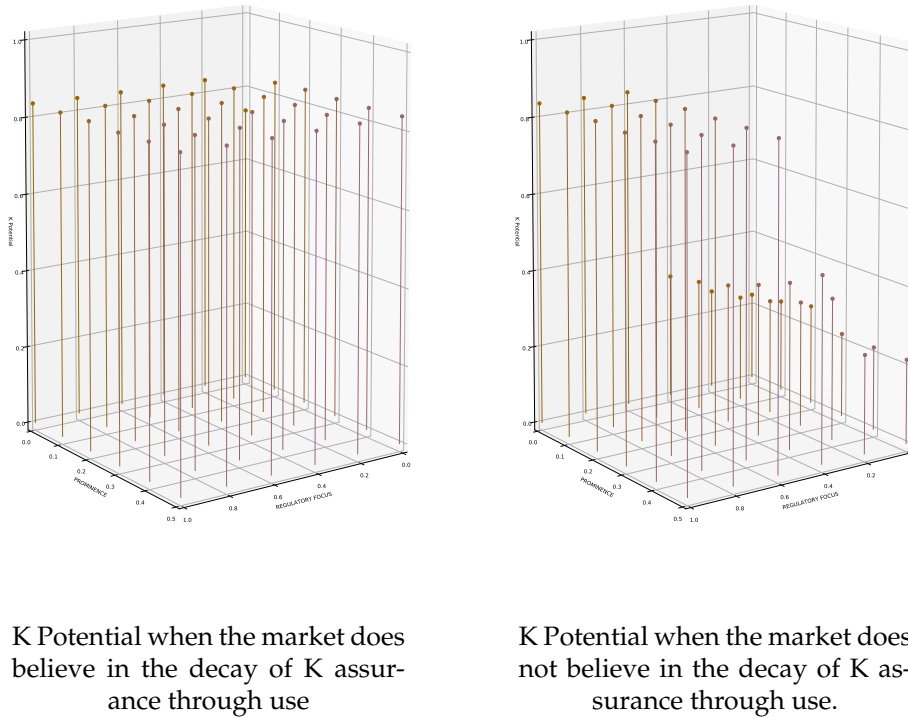 1.0
0.8
0.6
0.4
0.2
0.0
K Potential
0.0
0.1
0.2
0.3
0.4
0.5
PROMINENCE
1.0
0.8
0.6
0.4
0.2
0.0
REGULATORY FOCUS
1.0
0.8
0.6
0.4
0.2
0.0
K Potential
0.0
0.1
0.2
0.3
0.4
0.5
PROMINENCE
1.0
0.8
0.6
0.4
0.2
REGULATORY FOCUS
K Potential when the market does
believe in the decay of K assur-
ance through use
K Potential when the market does
not believe in the decay of K as-
surance through use.